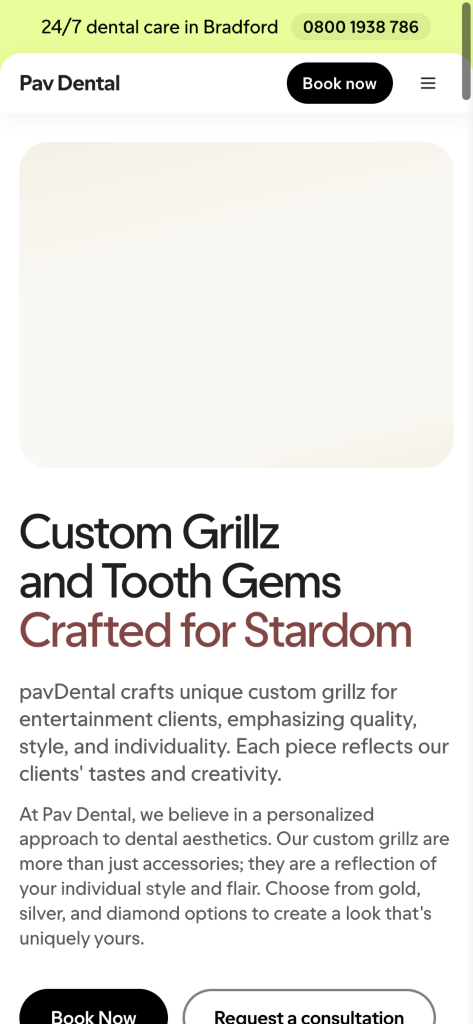 24/7 dental care in Bradford 0800 1938 786
Pav Dental Book now
Custom Grillz
and Tooth Gems
Crafted for Stardom
pavDental crafts unique custom grillz for
entertainment clients, emphasizing quality,
style, and individuality. Each piece reflects our
clients' tastes and creativity.
At Pav Dental, we believe in a personalized
approach to dental aesthetics. Our custom grillz are
more than just accessories; they are a reflection of
your individual style and flair. Choose from gold,
silver, and diamond options to create a look that's
uniquely yours.
Book Now Request a consultation